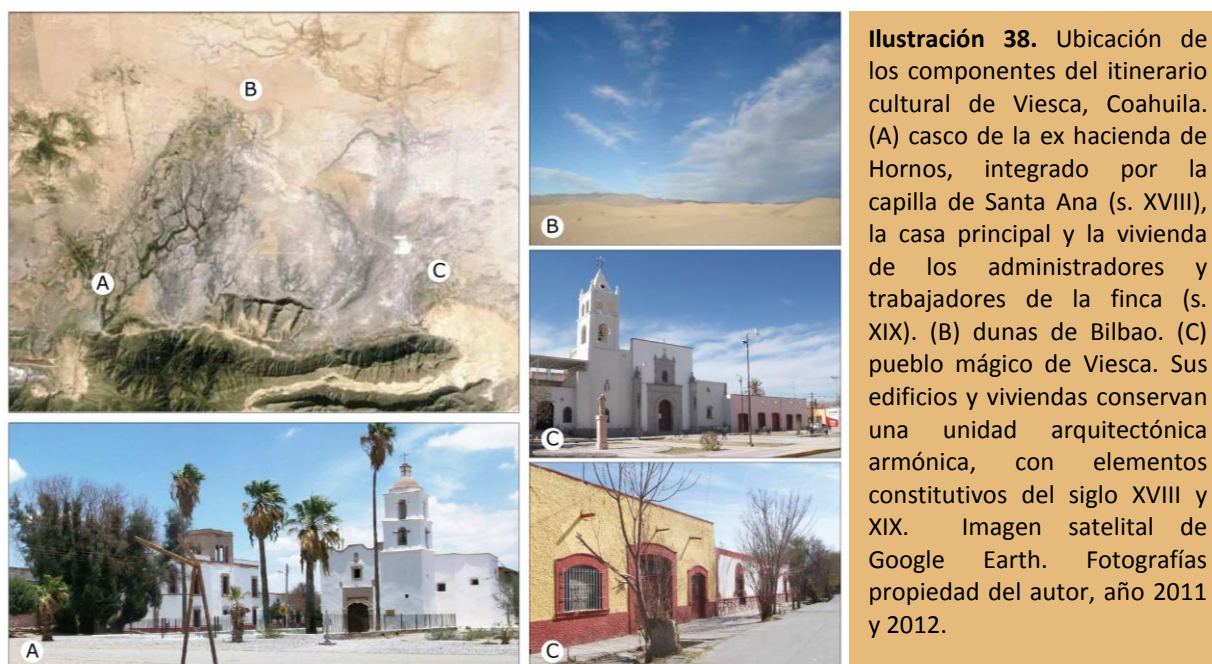 B
A
C
B
C
A
C
Ilustración 38. Ubicación de
los componentes del itinerario
cultural de Viesca, Coahuila.
(A) casco de la ex hacienda de
Hornos, integrado por la
capilla de Santa Ana (s. XVIII),
la casa principal y la vivienda
de los administradores y
trabajadores de la finca (s.
XIX). (B) dunas de Bilbao. (C)
pueblo mágico de Viesca. Sus
edificios y viviendas conservan
una unidad arquitectónica
armónica, con elementos
constitutivos del siglo XVIII y
XIX. Imagen satelital de
Google Earth. Fotografías
propiedad del autor, año 2011
y 2012.